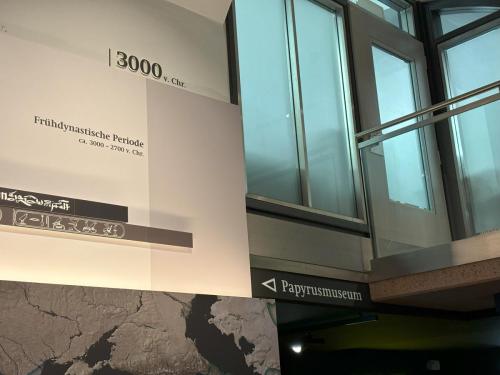 3000 v. Chr.
Frühdynastische Periode
ca. 3000 – 2700 v. Chr.
Papyrusmuseum